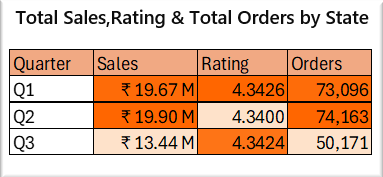 Total Sales,Rating & Total Orders by State
Quarter Sales Rating Orders
Q1 ₹ 19.67 M 4.3426 73,096
Q2 ₹ 19.90 M 4.3400 74,163
Q3 ₹ 13.44 M 4.3424 50,171